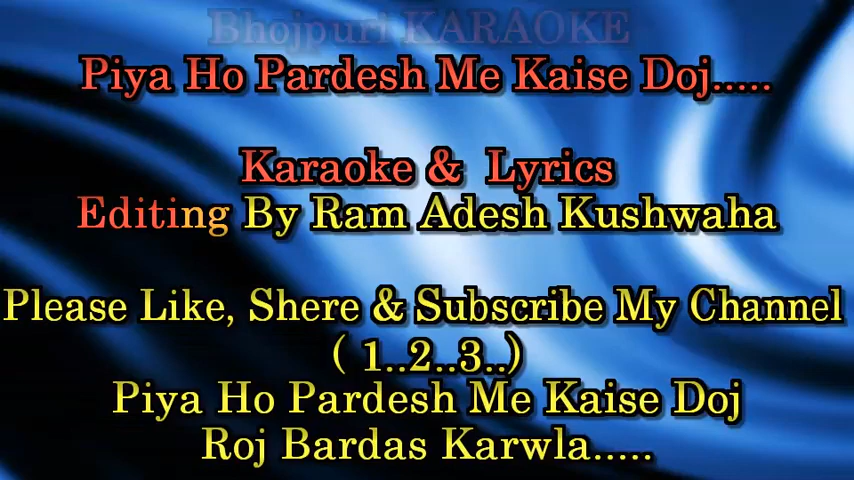 Bhojpuri KARAOKE
Piya Ho Pardesh Me Kaise Doj.....
Karaoke & Lyrics
Editing By Ram Adesh Kushwaha
Please Like, Shere & Subscribe My Channel
( 1..2..3..)
Piya Ho Pardesh Me Kaise Doj
Roj Bardas Karwla.....